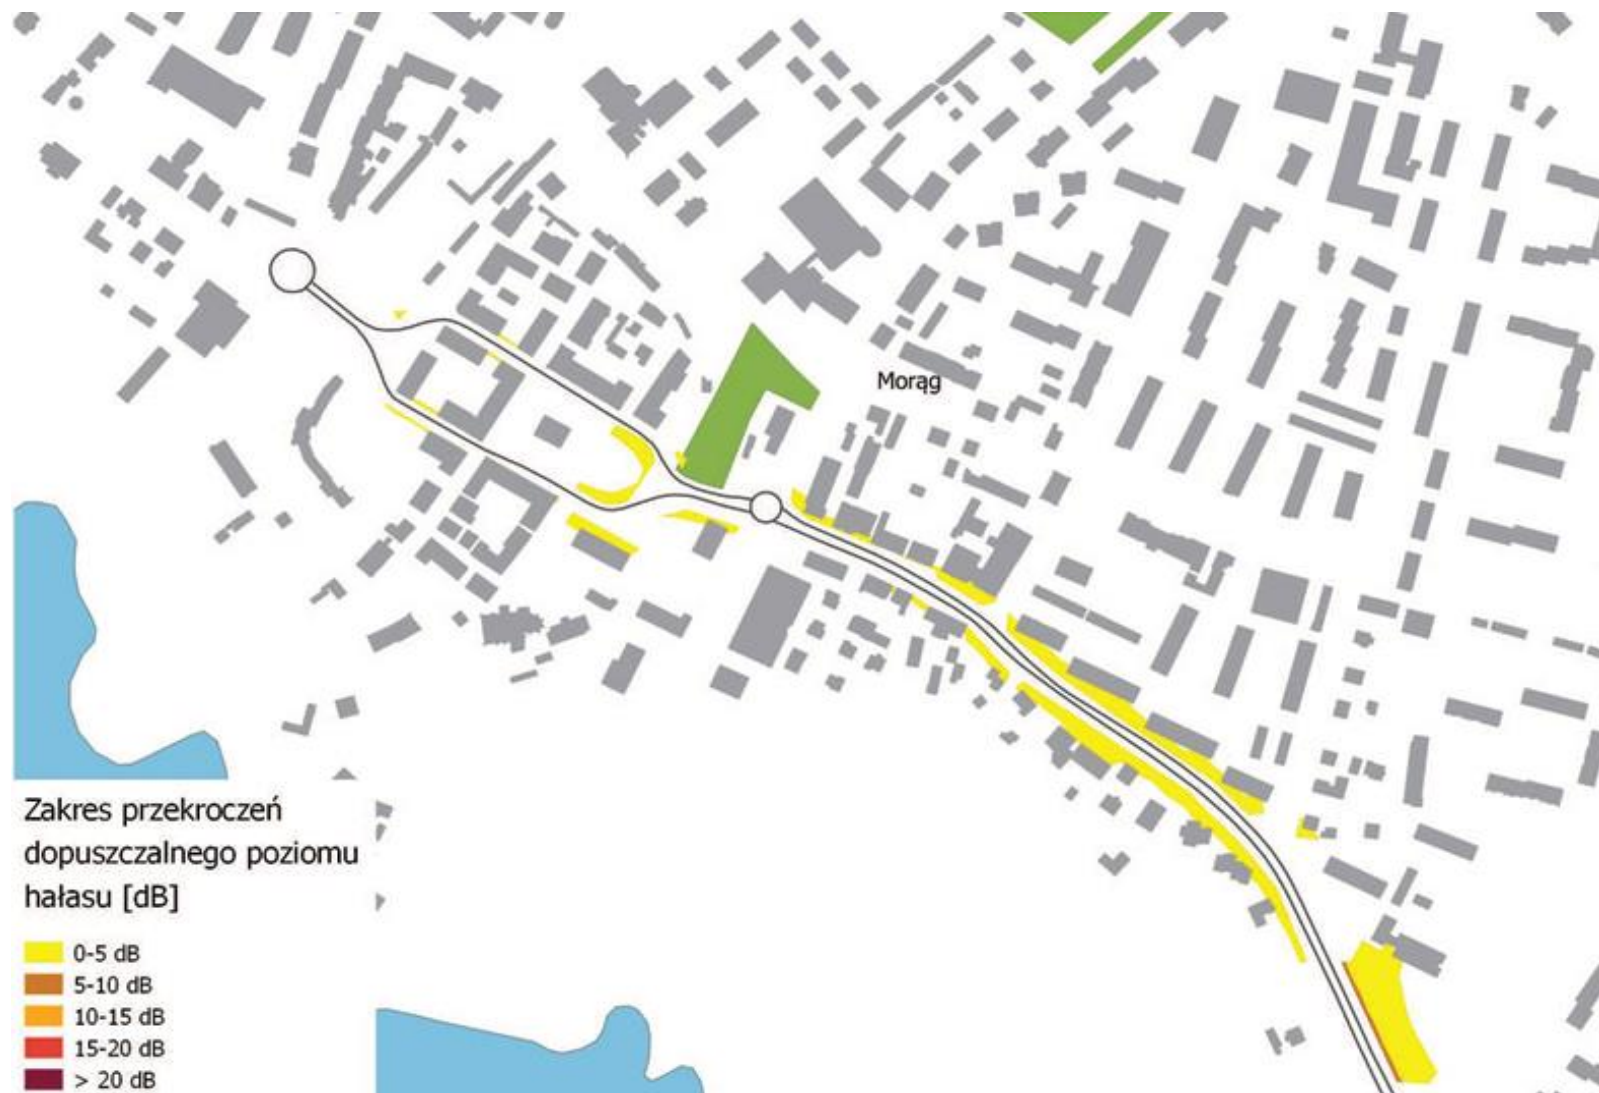 Morąg
Zakres przekroczeń
dopuszczalnego poziomu
hałasu [dB]
0-5 dB
5-10 dB
10-15 dB
15-20 dB
> 20 dB